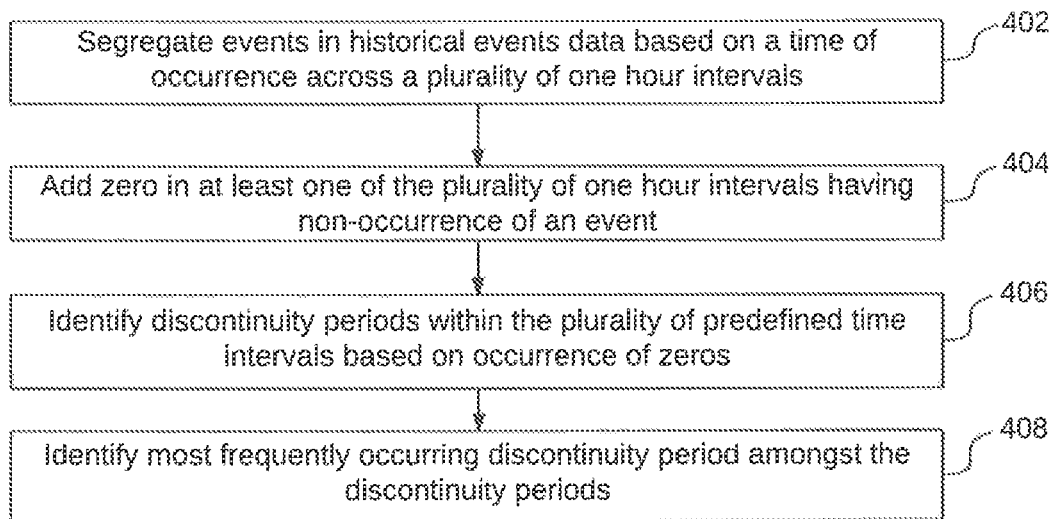 402
Segregate events in historical events data based on a time of
occurrence across a plurality of one hour intervals
404
Add zero in at least one of the plurality of one hour intervals having
non-occurrence of an event
406
Identify discontinuity periods within the plurality of predefined time
intervals based on occurrence of zeros
408
Identify most frequently occurring discontinuity period amongst the
discontinuity periods